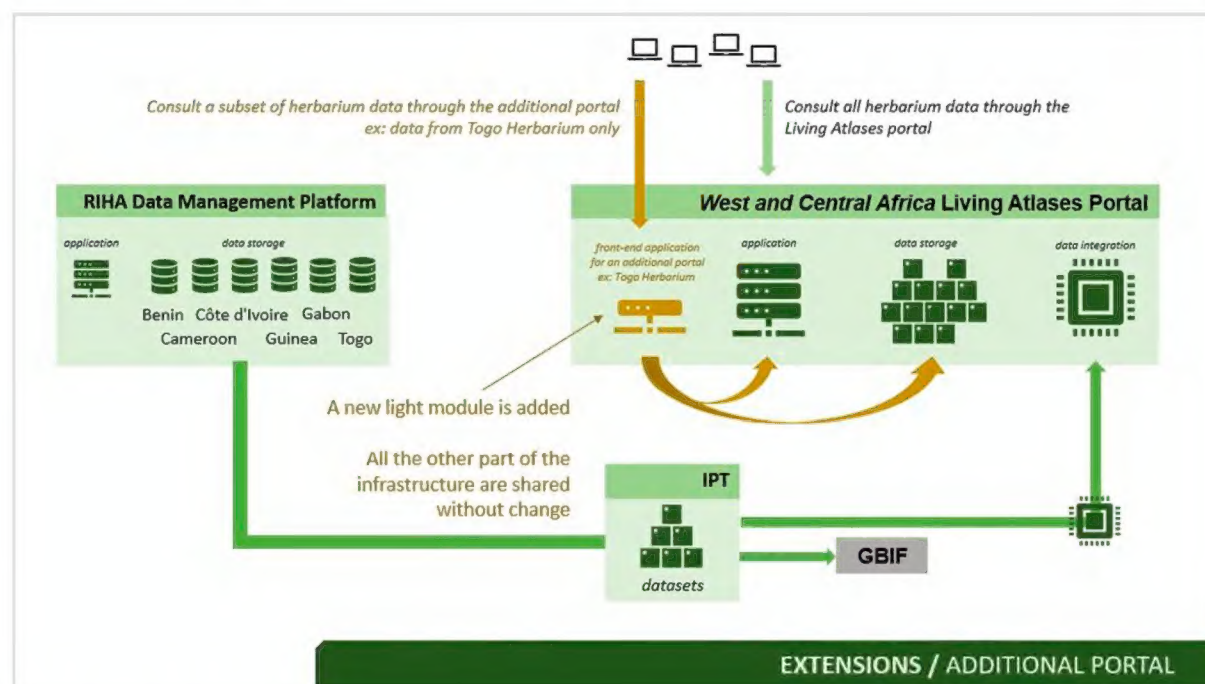 Consult a subset of herbarium data through the additional portal
ex: data from Togo Herbarium only
Consult all herbarium data through the
Living Atlases portal
RIHA Data Management Platform
application
data storage
Benin Côte d'Ivoire Gabon
Cameroon Guinea Togo
West and Central Africa Living Atlases Portal
front-end application
for an additional portal
ex: Togo Herbarium
application
data storage
data integration
A new light module is added
All the other part of the
infrastructure are shared
without change
IPT
datasets
GBIF
EXTENSIONS / ADDITIONAL PORTAL